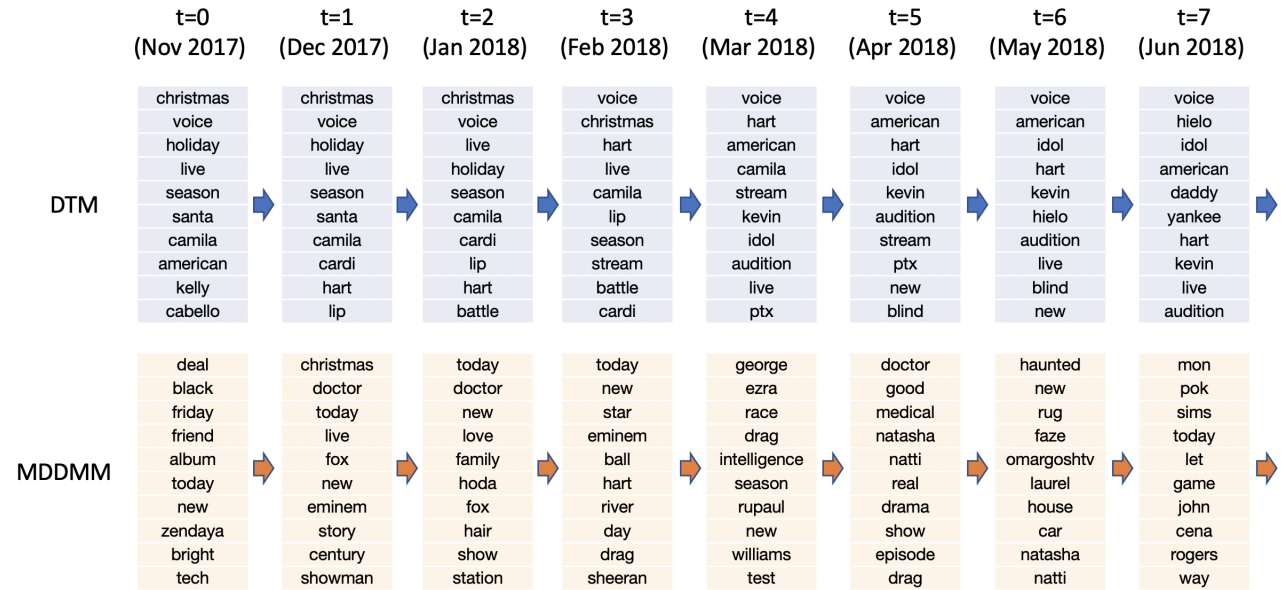 t=0 t=1 t=2 t=3 t=4 t=5 t=6 t=7
(Nov 2017) (Dec 2017) (Jan 2018) (Feb 2018) (Mar 2018) (Apr 2018) (May 2018) (Jun 2018)
christmas christmas christmas voice voice voice voice voice
voice voice voice christmas hart american american hielo
holiday holiday live hart american hart idol idol
live live holiday live camila idol hart american
season season season camila stream kevin kevin daddy
DTM
santa santa camila lip kevin audition hielo yankee
camila camila cardi season idol stream audition hart
american cardi lip stream audition ptx live kevin
kelly hart hart battle live new blind live
cabello lip battle cardi ptx blind new audition
deal christmas today today george doctor haunted mon
black doctor doctor new ezra good new pok
friday today new star race medical rug sims
friend live love eminem drag natasha faze today
album fox family ball intelligence natti omargoshtv let
MDDMM
today new hoda hart season real laurel game
new eminem fox river rupaul drama house john
zendaya story hair day new show car cena
bright century show drag williams episode natasha rogers
tech showman station sheeran test drag natti way